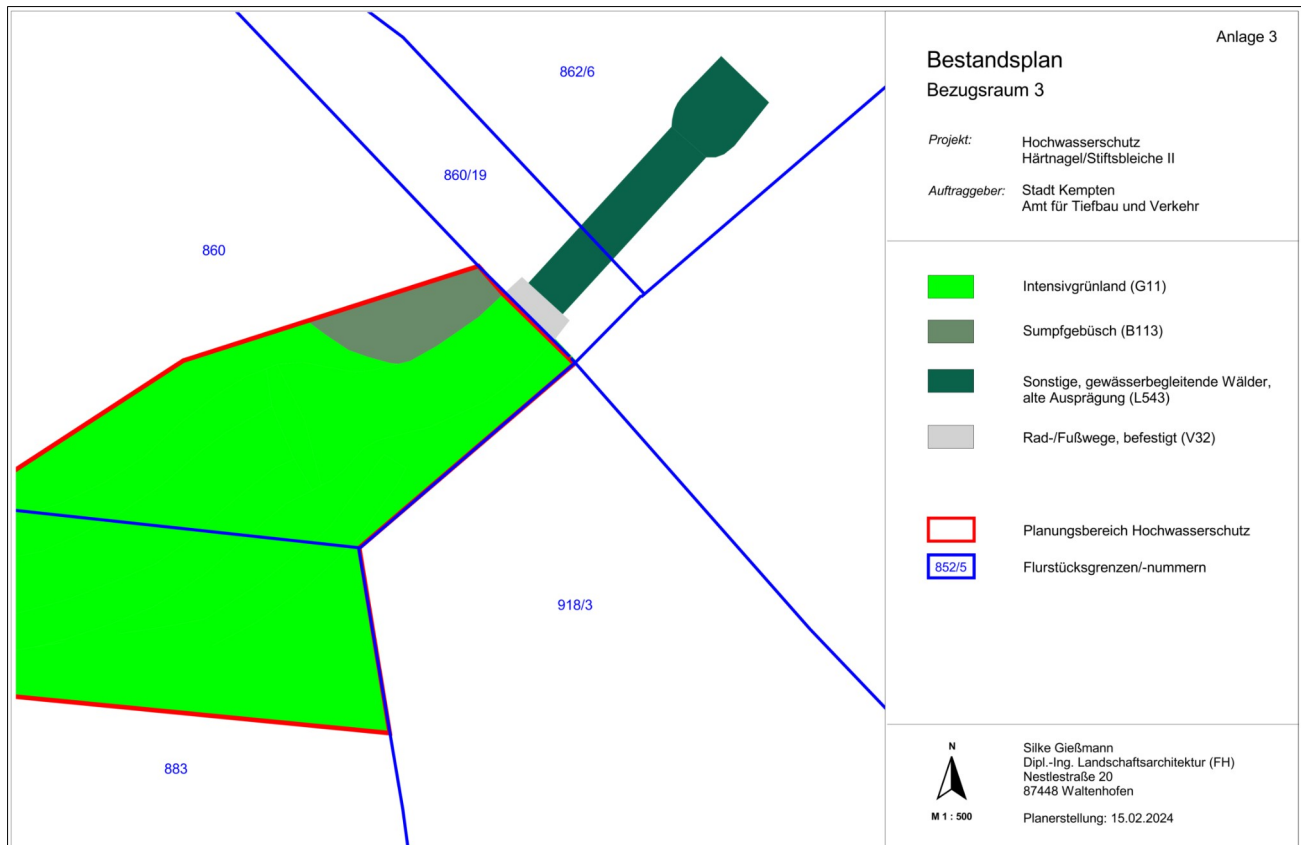 862/6
860/19
860
918/3
883
Anlage 3
Bestandsplan
Bezugsraum 3
Projekt: Hochwasserschutz
Härtnagel/Stiftsbleiche II
Auftraggeber: Stadt Kempten
Amt für Tiefbau und Verkehr
Intensivgrünland (G11)
Sumpfgebüsch (B113)
Sonstige, gewässerbegleitende Wälder,
alte Ausprägung (L543)
Rad-/Fußwege, befestigt (V32)
Planungsbereich Hochwasserschutz
852/5 Flurstücksgrenzen/-nummern
N
M 1 : 500
Silke Gießmann
Dipl.-Ing. Landschaftsarchitektur (FH)
Nestlestraße 20
87448 Waltenhofen
Planerstellung: 15.02.2024